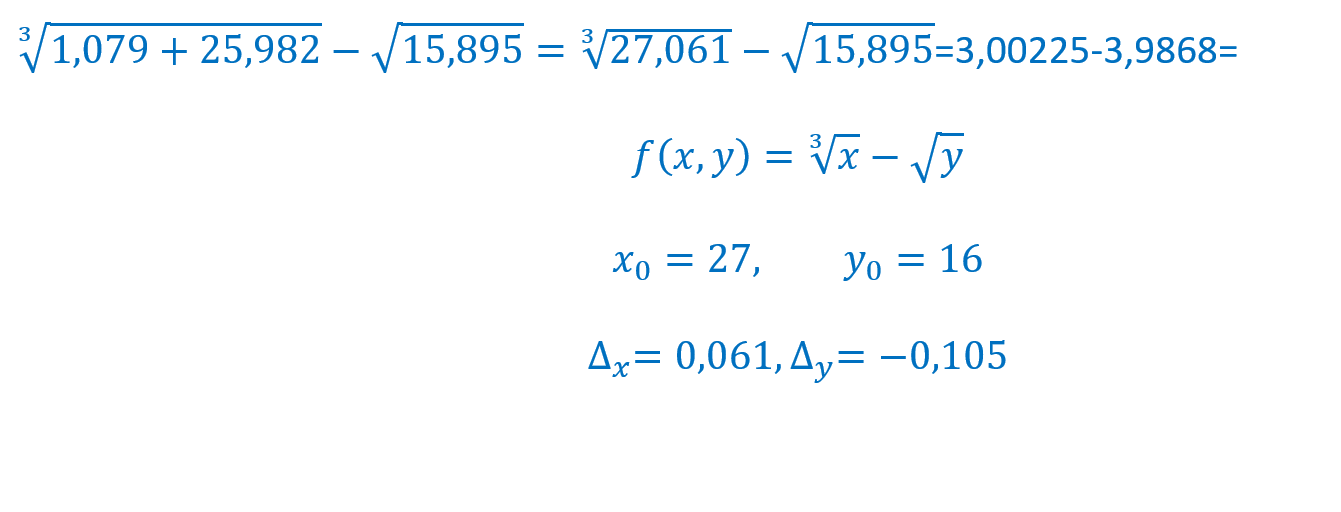 ∛(1,079 + 25,982) − √15,895 = ∛27,061 − √15,895=3,00225-3,9868=
f(x, y) = ∛x − √y
x₀ = 27, y₀ = 16
Δₓ= 0,061, Δᵧ= −0,105